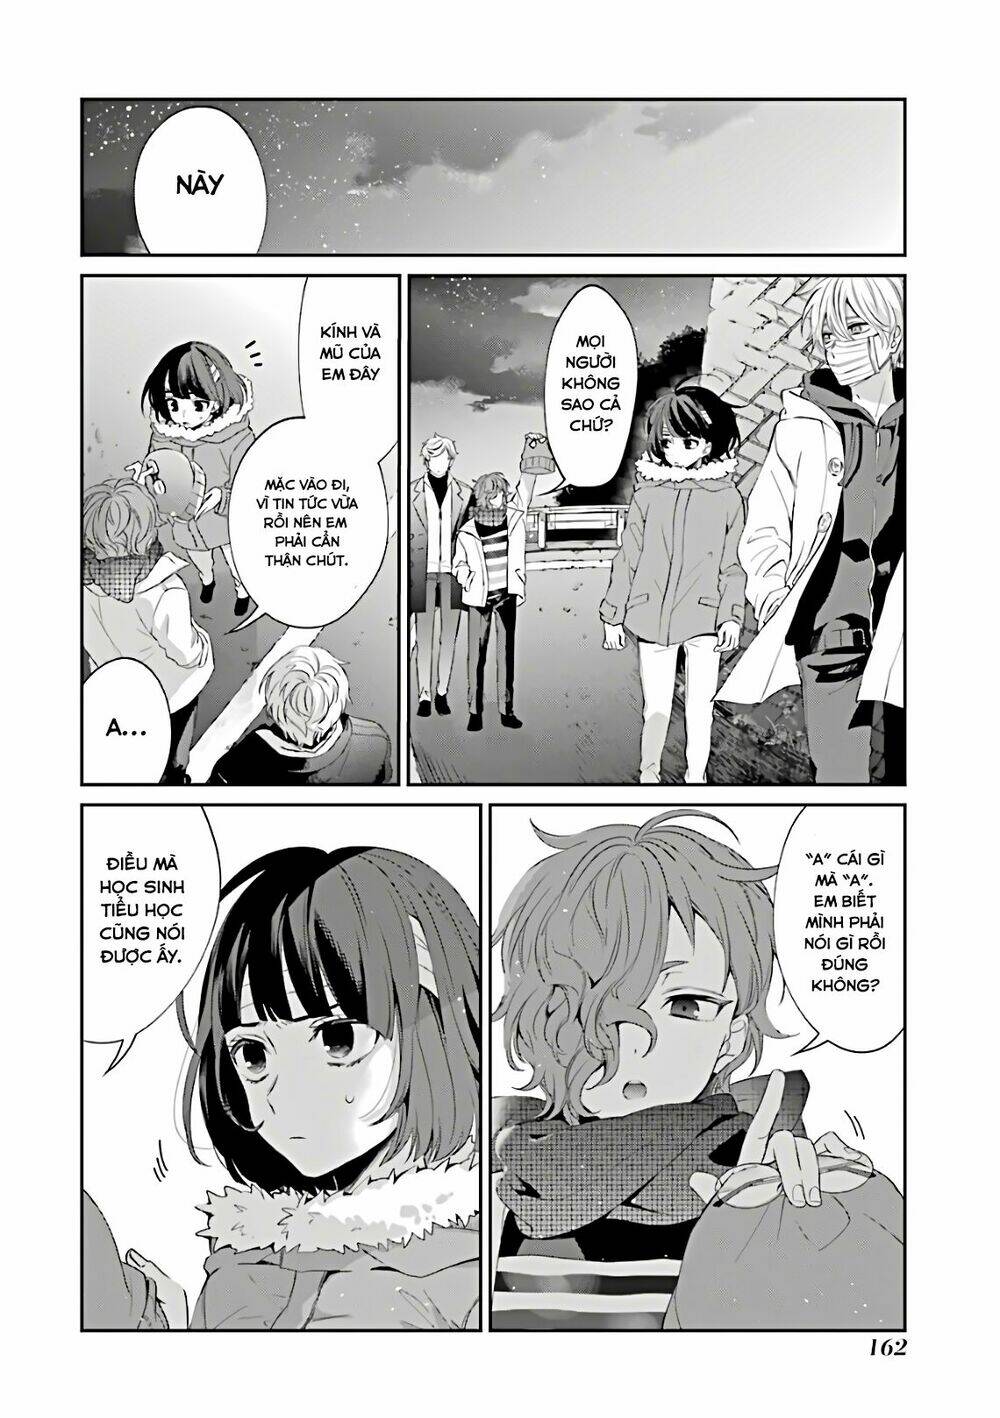 NÀY
MỌI
NGƯỜI
KHÔNG
SAO CẢ
CHỨ?
KÍNH VÀ
MŨ CỦA
EM ĐÂY
MẶC VÀO ĐI,
VÌ TIN TỨC VỪA
RỒI NÊN EM
PHẢI CẨN
THẬN CHÚT.
A...
"A" CÁI GÌ
MÀ "A".
EM BIẾT
MÌNH PHẢI
NÓI GÌ RỒI
ĐÚNG
KHÔNG?
ĐIỀU MÀ
HỌC SINH
TIỂU HỌC
CŨNG NÓI
ĐƯỢC ẤY.
162